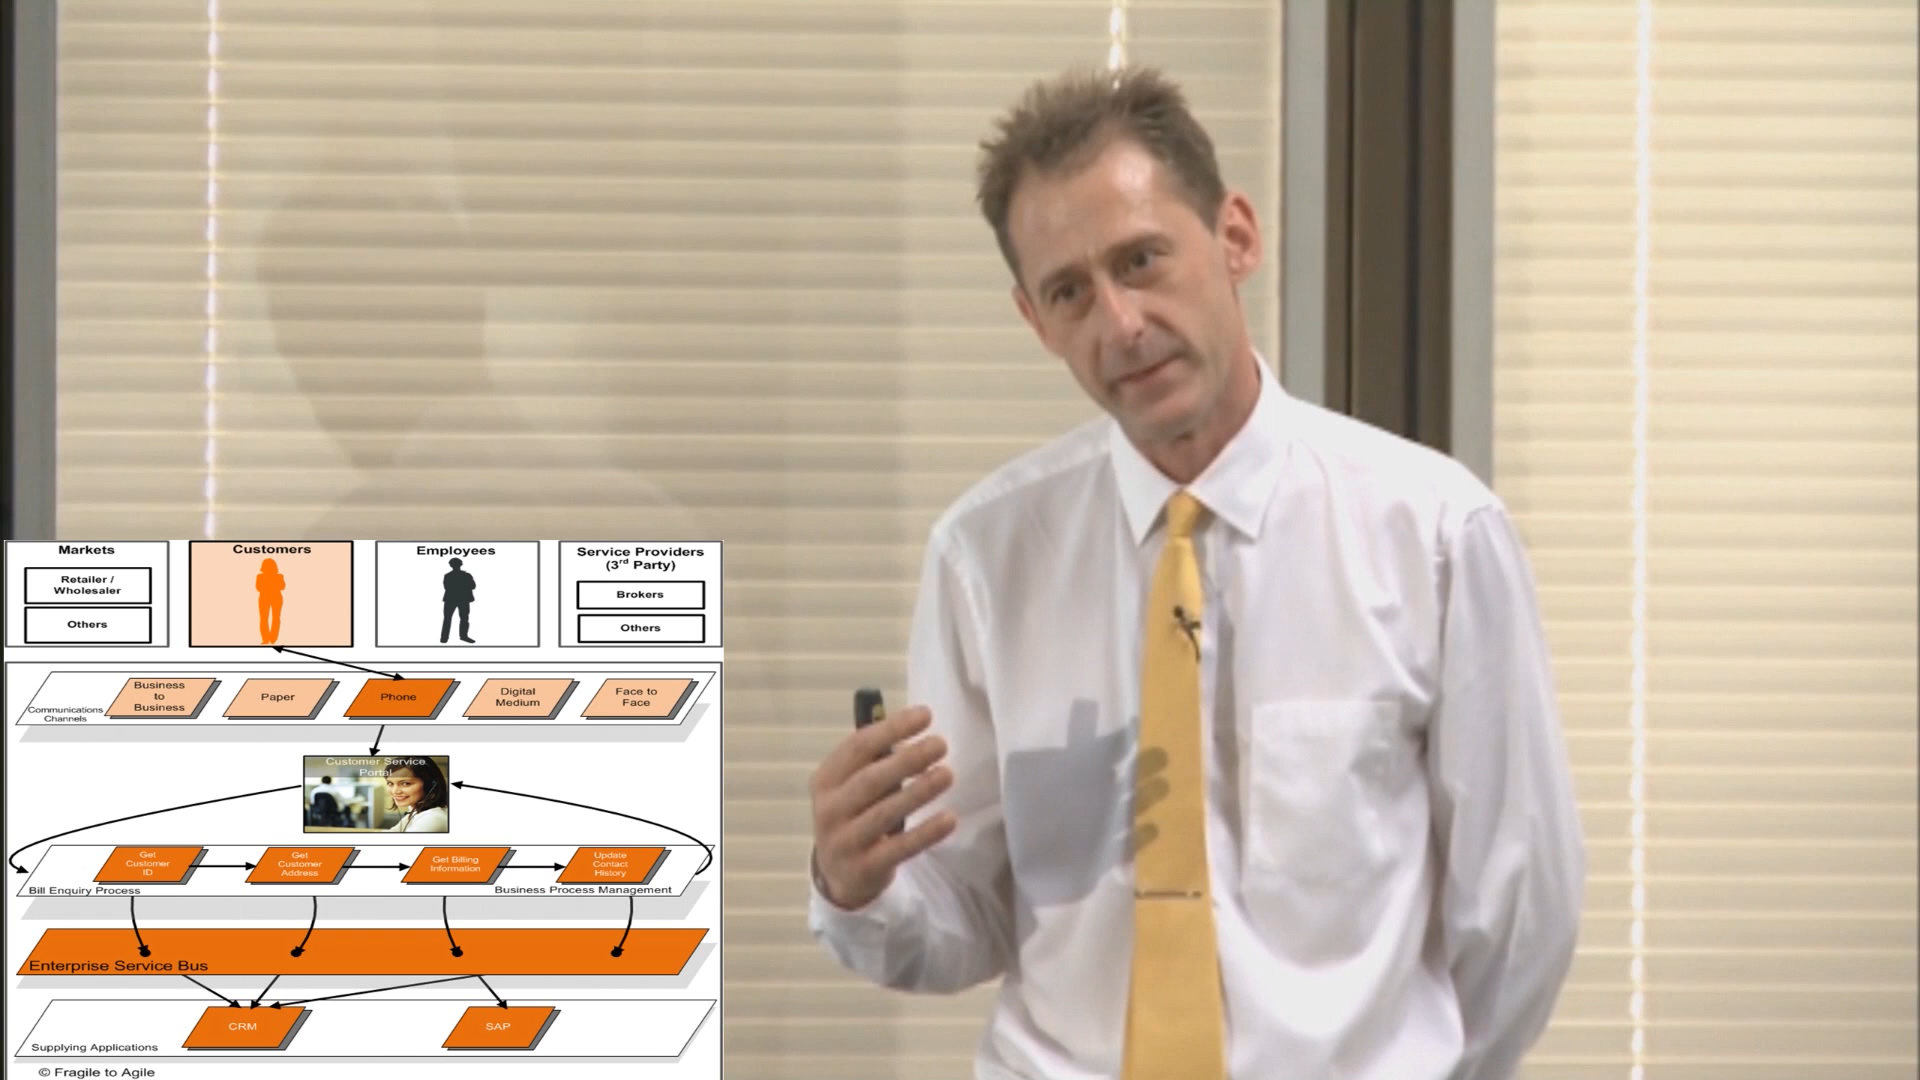 Markets
Retailer /
Wholesaler
Others
Customers
Employees
Service Providers
(3rd Party)
Brokers
Others
Communications
Channels
Business
to
Business
Paper
Phone
Digital
Medium
Face to
Face
Customer Service
Portal
Get
Customer
ID
Get
Customer
Address
Get Billing
Information
Update
Contact
History
Bill Enquiry Process
Business Process Management
Enterprise Service Bus
CRM
SAP
Supplying Applications
© Fragile to Agile